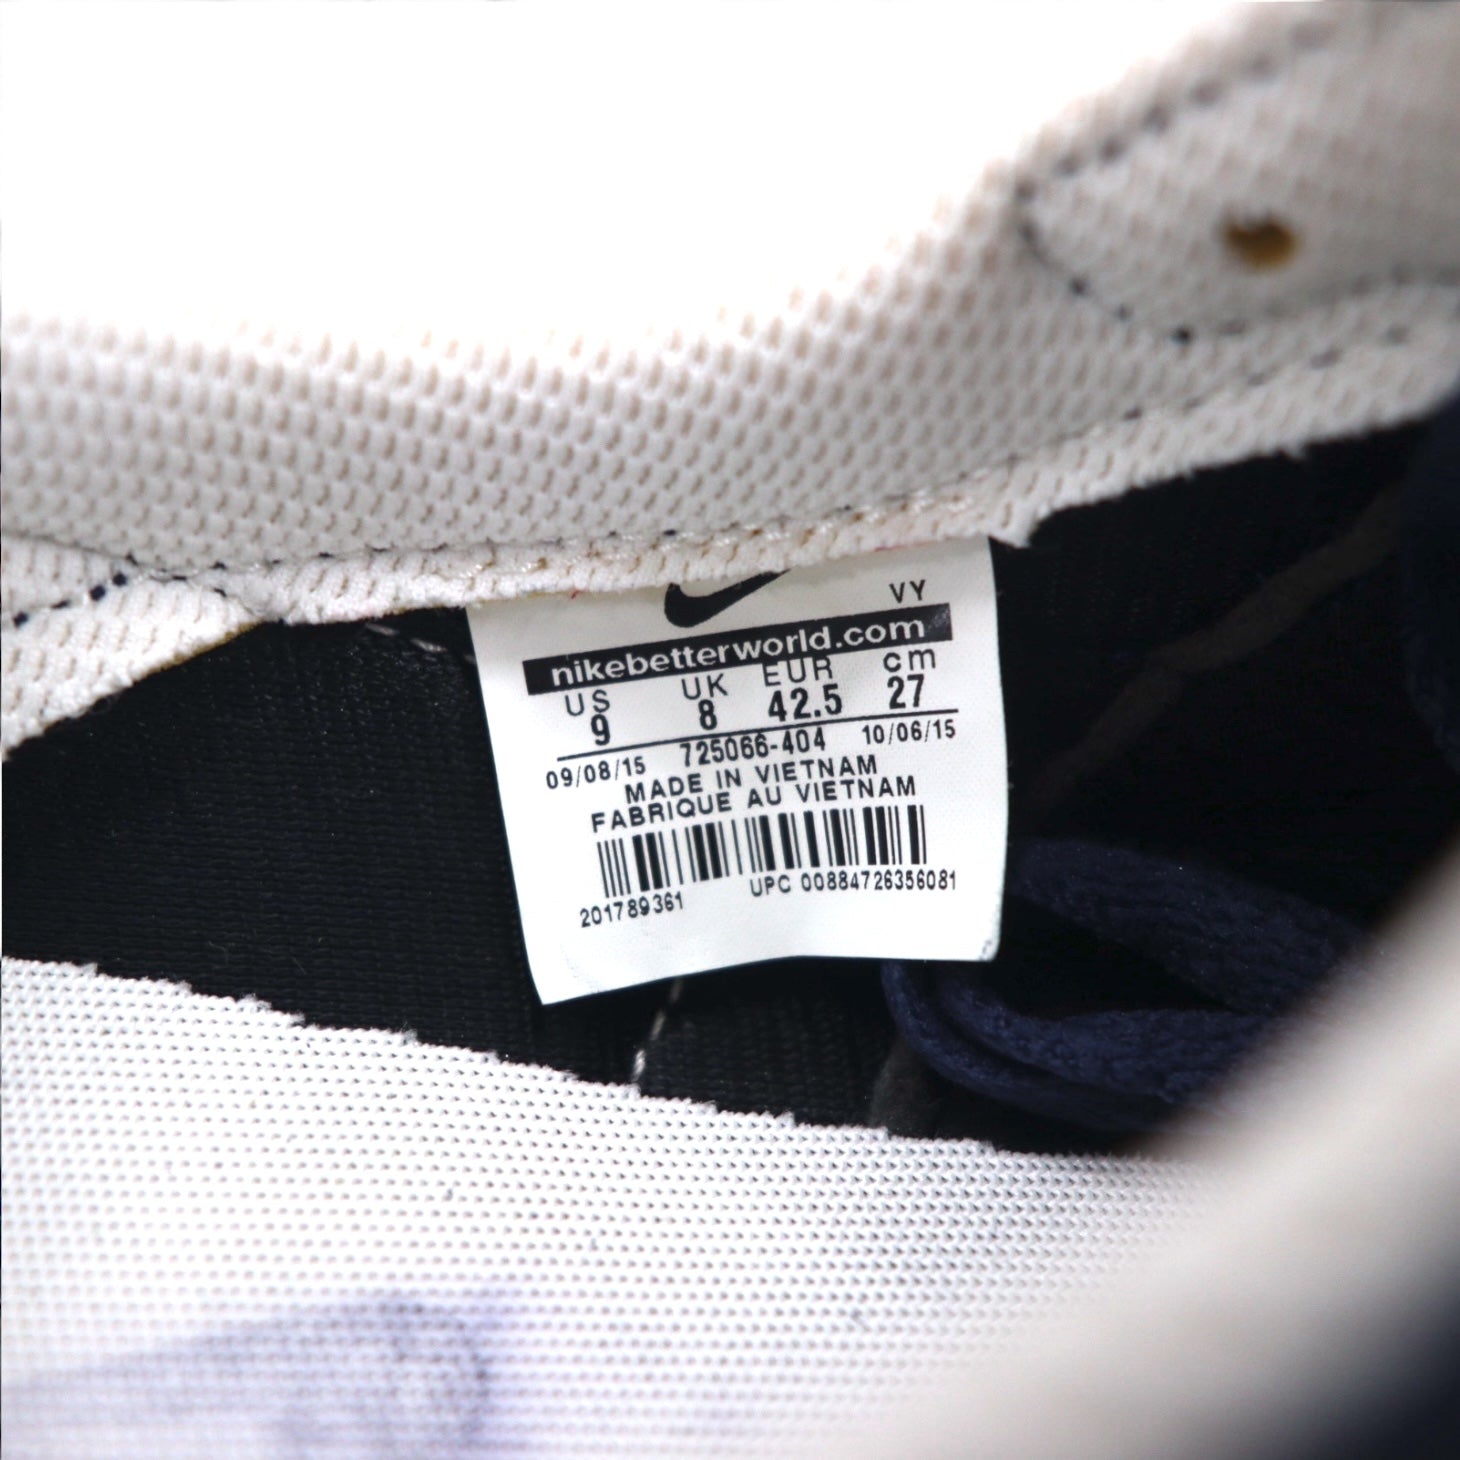 VY
nikebetterworld.com
US UK EUR cm
9 8 42.5 27
09/08/15 725066-404 10/06/15
MADE IN VIETNAM
FABRIQUE AU VIETNAM
201789361 UPC 00884726356081